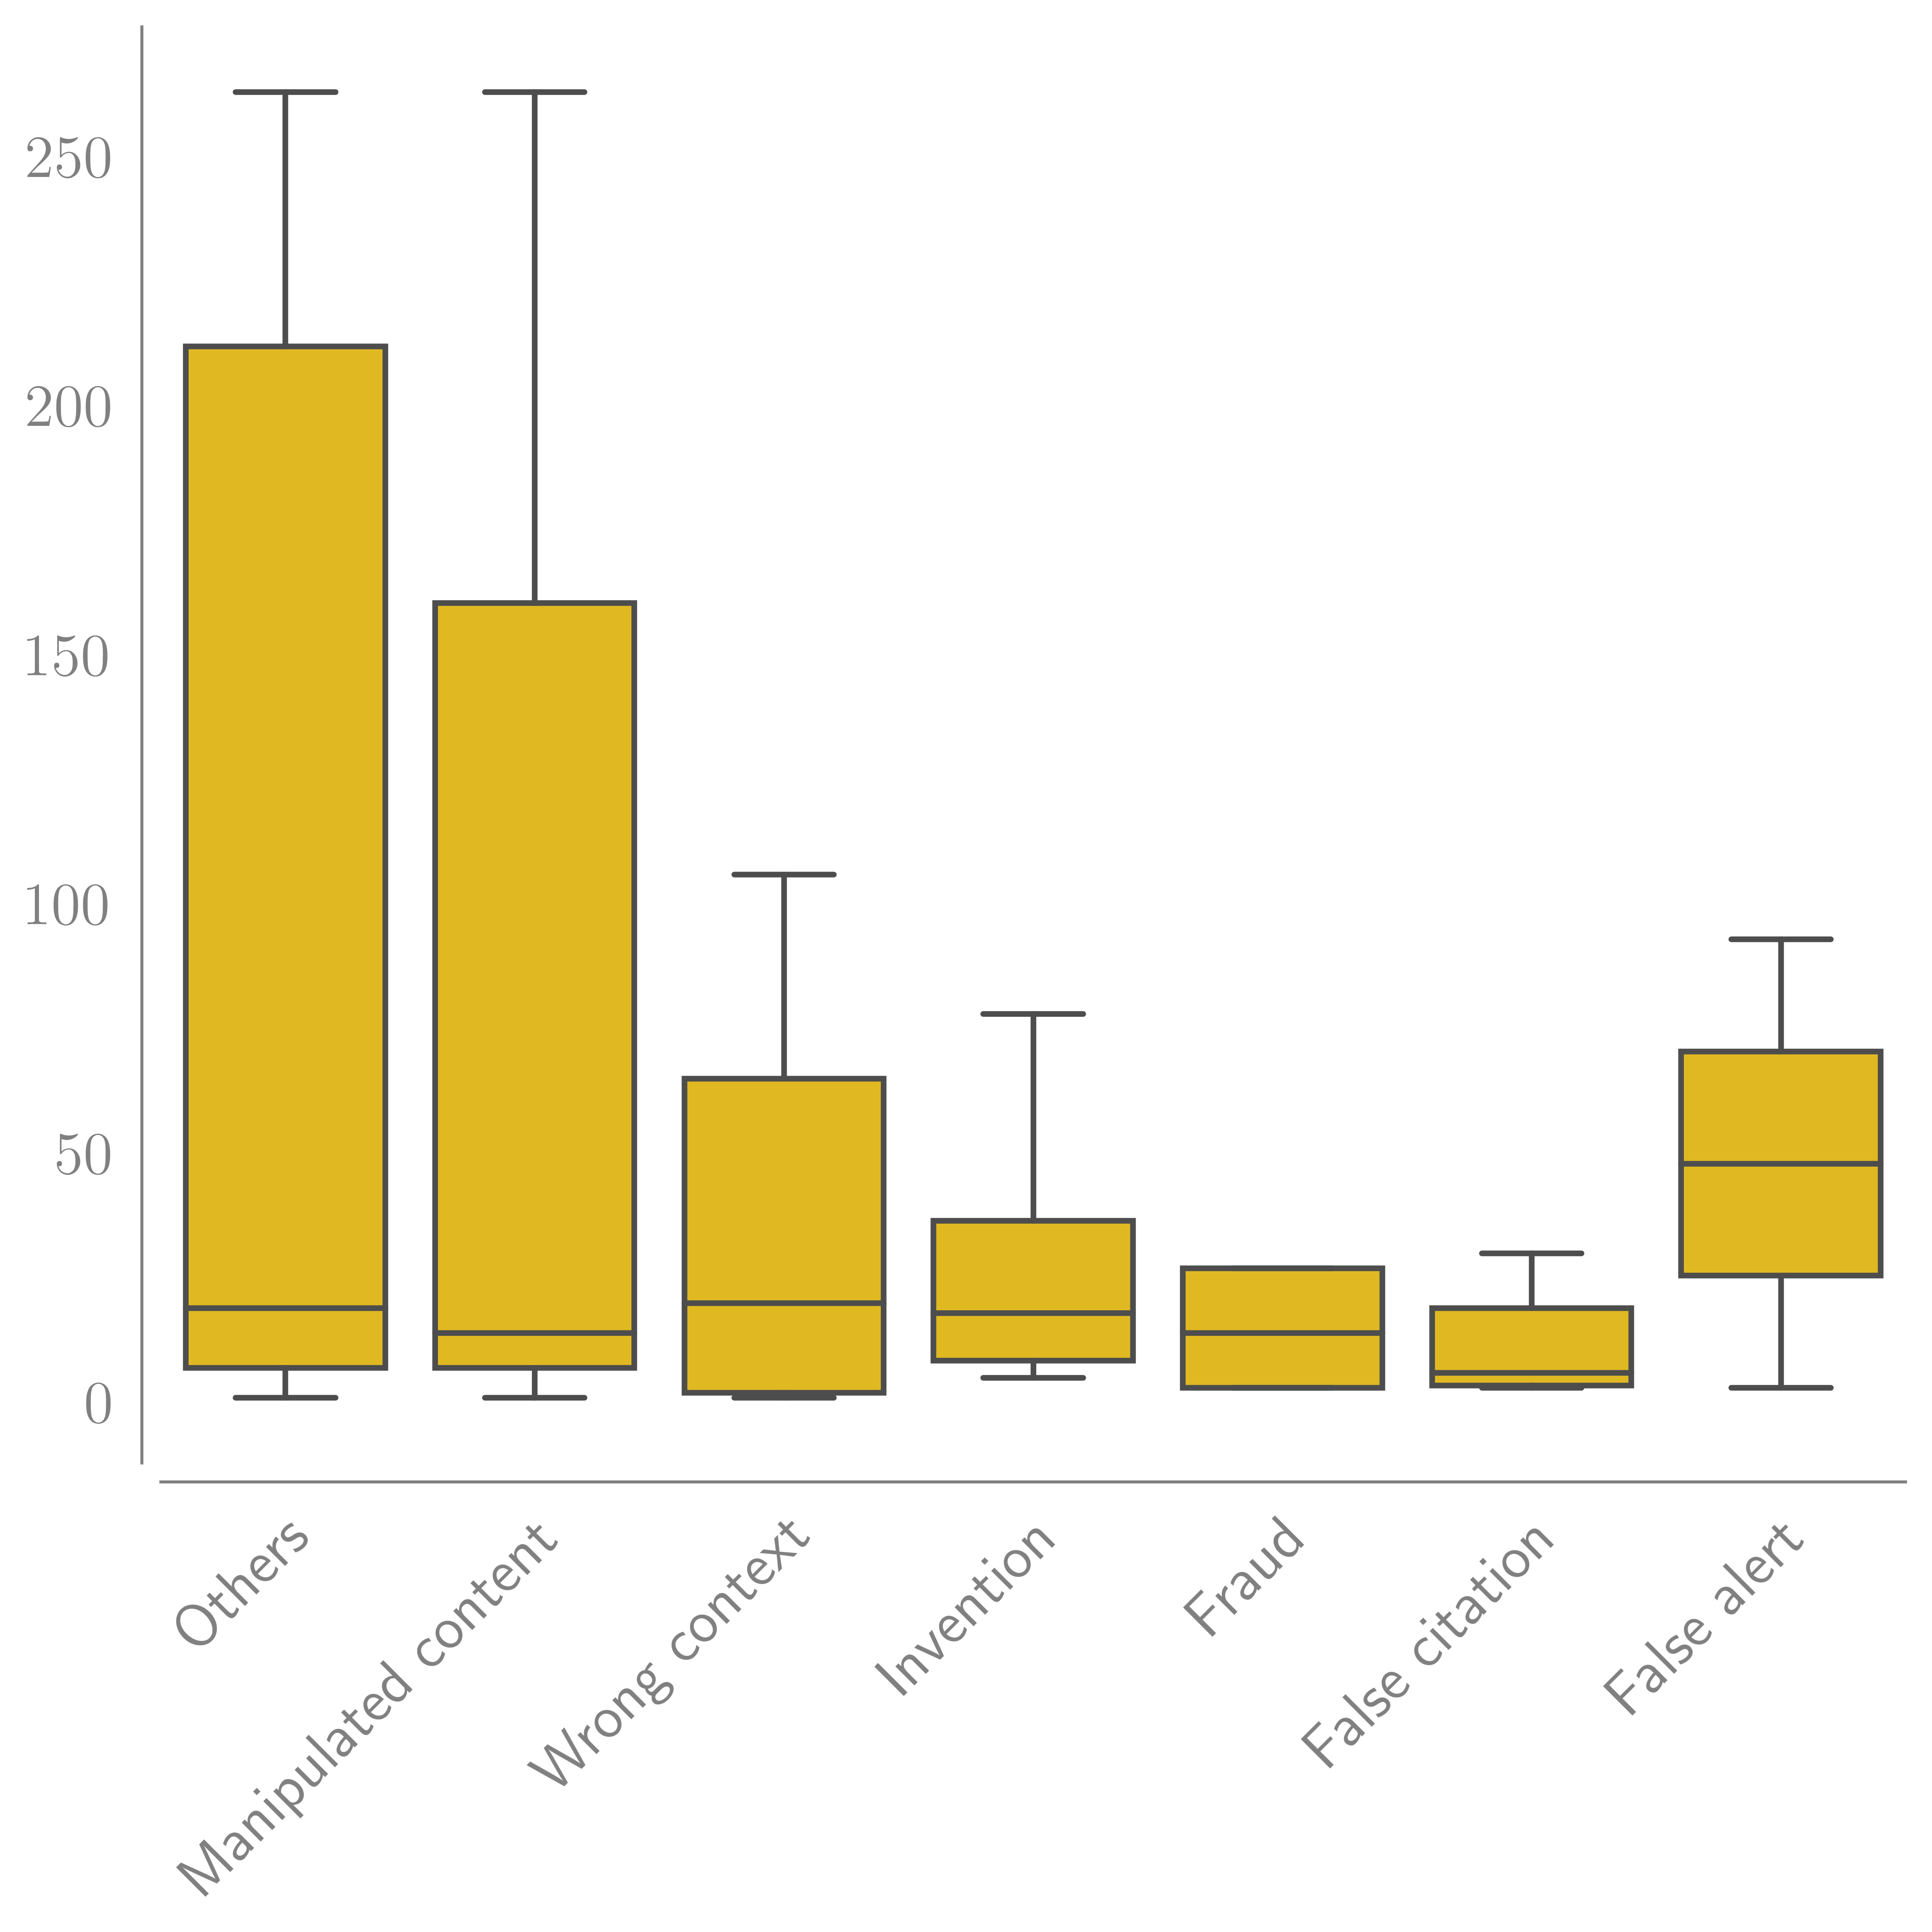 250
200
150
100
50
0
Others
Manipulated content
Wrong context
Invention
Fraud
False citation
False alert